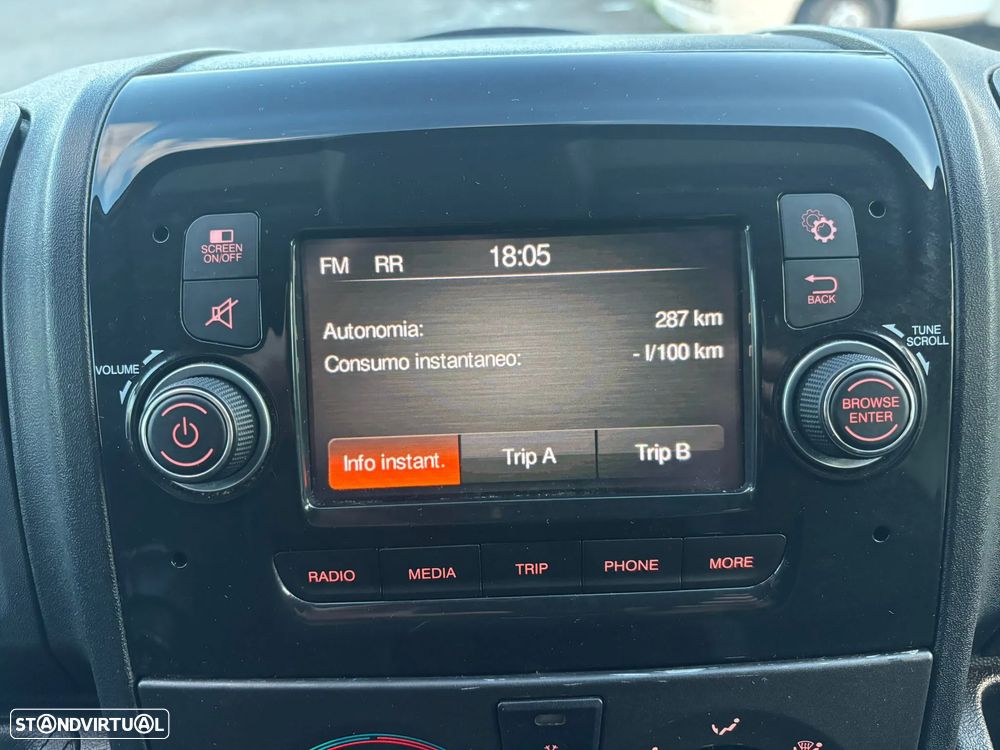 SCREEN
ON/OFF
VOLUME
FM RR 18:05
Autonomia: 287 km
Consumo instantaneo: - l/100 km
Info instant. Trip A Trip B
BACK
TUNE
SCROLL
BROWSE
ENTER
RADIO MEDIA TRIP PHONE MORE
STANDVIRTUAL